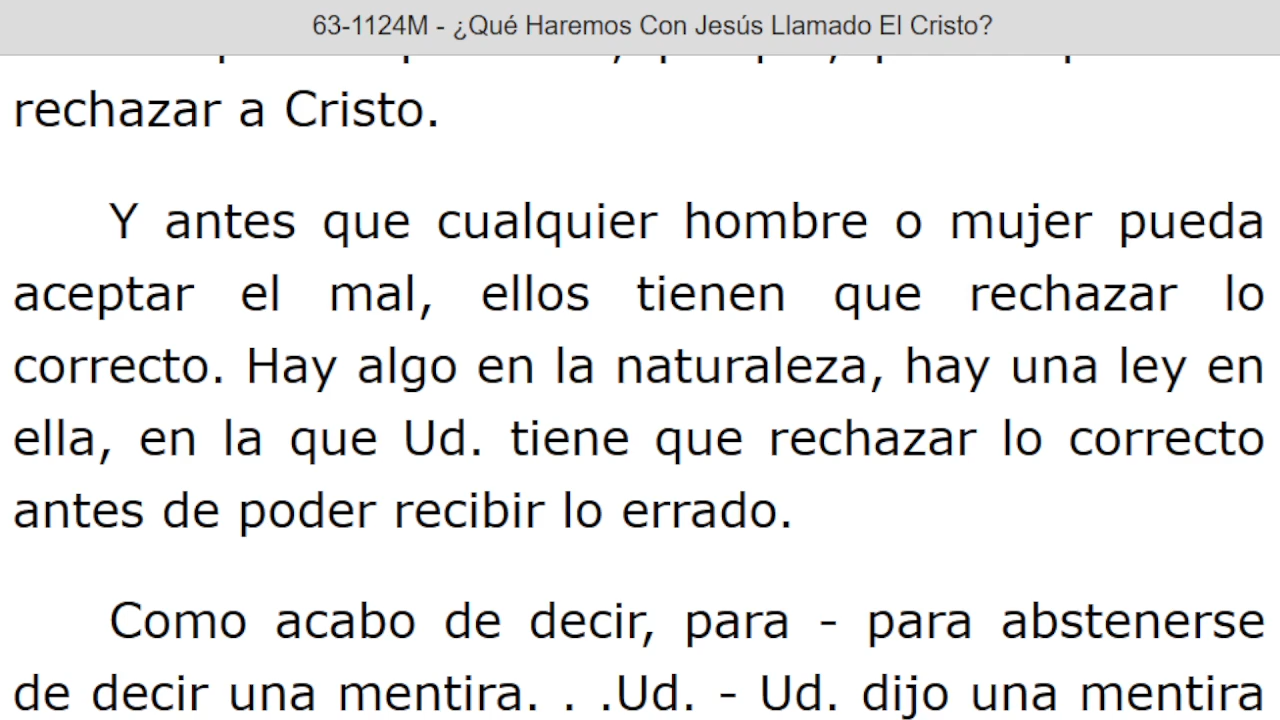 63-1124M - ¿Qué Haremos Con Jesús Llamado El Cristo?
rechazar a Cristo.
Y antes que cualquier hombre o mujer pueda
aceptar el mal, ellos tienen que rechazar lo
correcto. Hay algo en la naturaleza, hay una ley en
ella, en la que Ud. tiene que rechazar lo correcto
antes de poder recibir lo errado.
Como acabo de decir, para - para abstenerse
de decir una mentira. . .Ud. - Ud. dijo una mentira